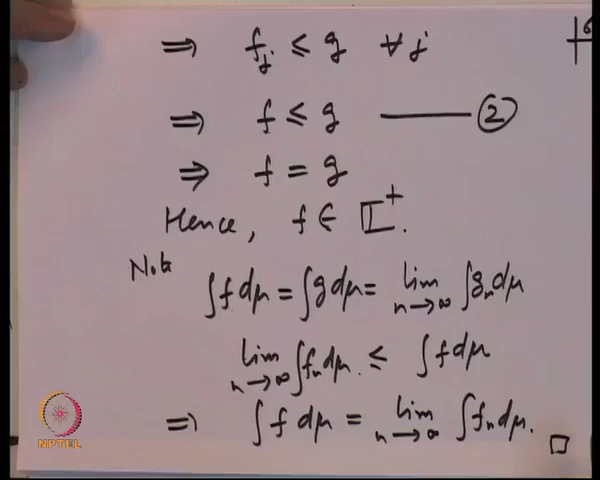 ⇒ f_j ≤ g ∀ j
⇒ f ≤ g ——— ②
⇒ f = g
Hence, f ∈ 𝕃⁺.
Note
∫f dμ = ∫g dμ = lim_{n→∞} ∫g_n dμ
lim_{n→∞} ∫f_n dμ ≤ ∫f dμ
⇒ ∫f dμ = lim_{n→∞} ∫f_n dμ. □
NPTEL